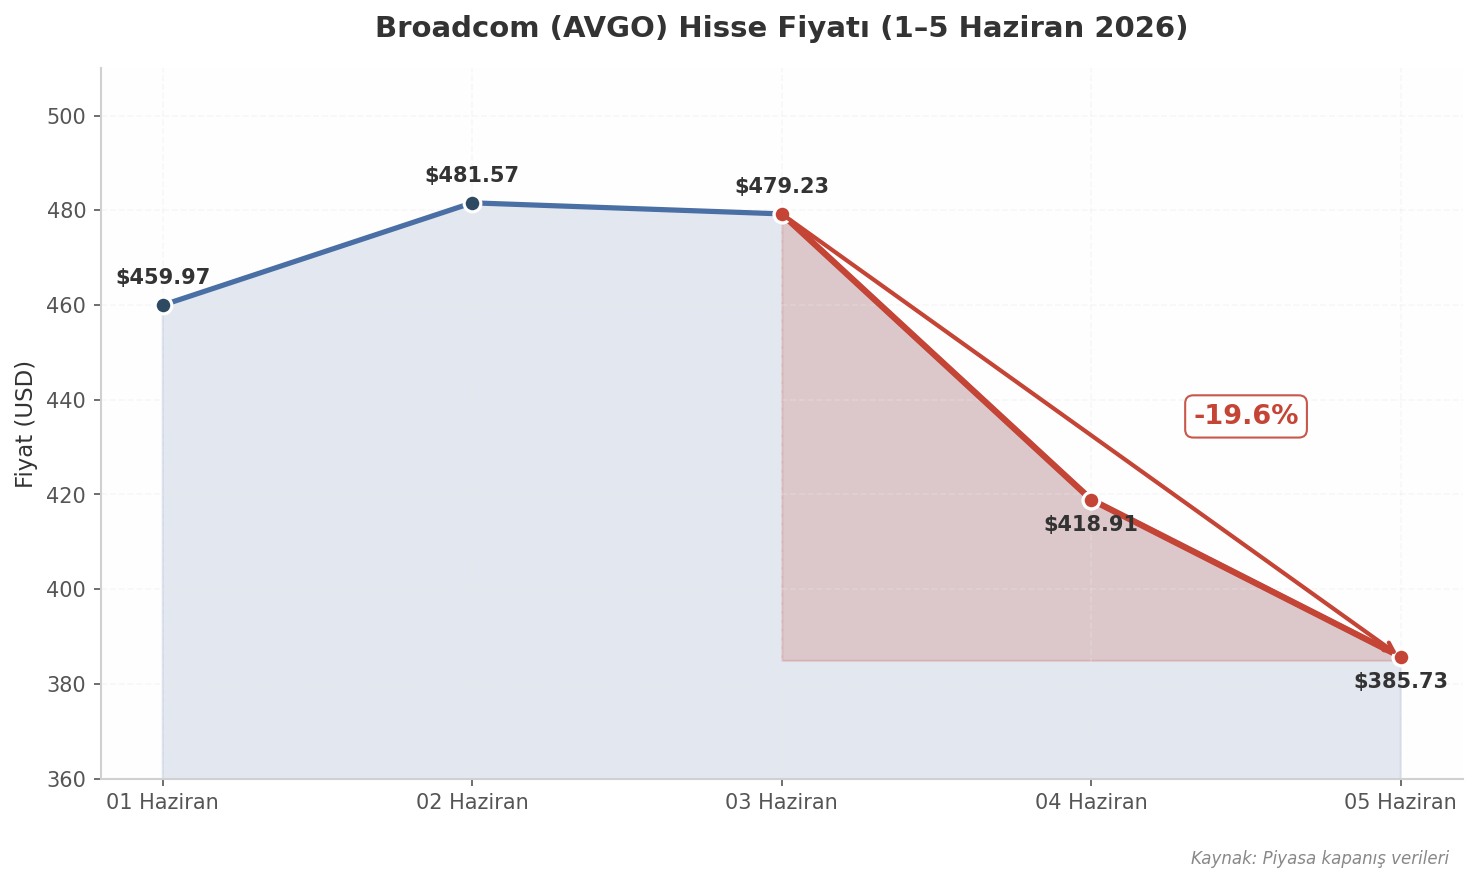 Broadcom (AVGO) Hisse Fiyatı (1–5 Haziran 2026)
Fiyat (USD)
500
480
460
440
420
400
380
360
$459.97
$481.57
$479.23
$418.91
$385.73
-19.6%
01 Haziran
02 Haziran
03 Haziran
04 Haziran
05 Haziran
Kaynak: Piyasa kapanış verileri